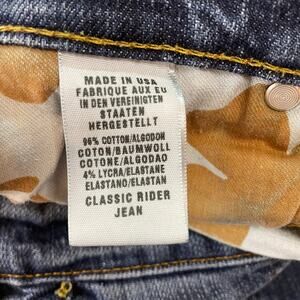 MADE IN USA
FABRIQUE AUX EU
IN DEN VEREINIGTEN
STAATEN
HERGESTELLT
96% COTTON/ALGODON
COTON/BAUMWOLL
COTONE/ALGODAO
4% LYCRA/ELASTANE
ELASTANO/ELASTAN
CLASSIC RIDER
JEAN